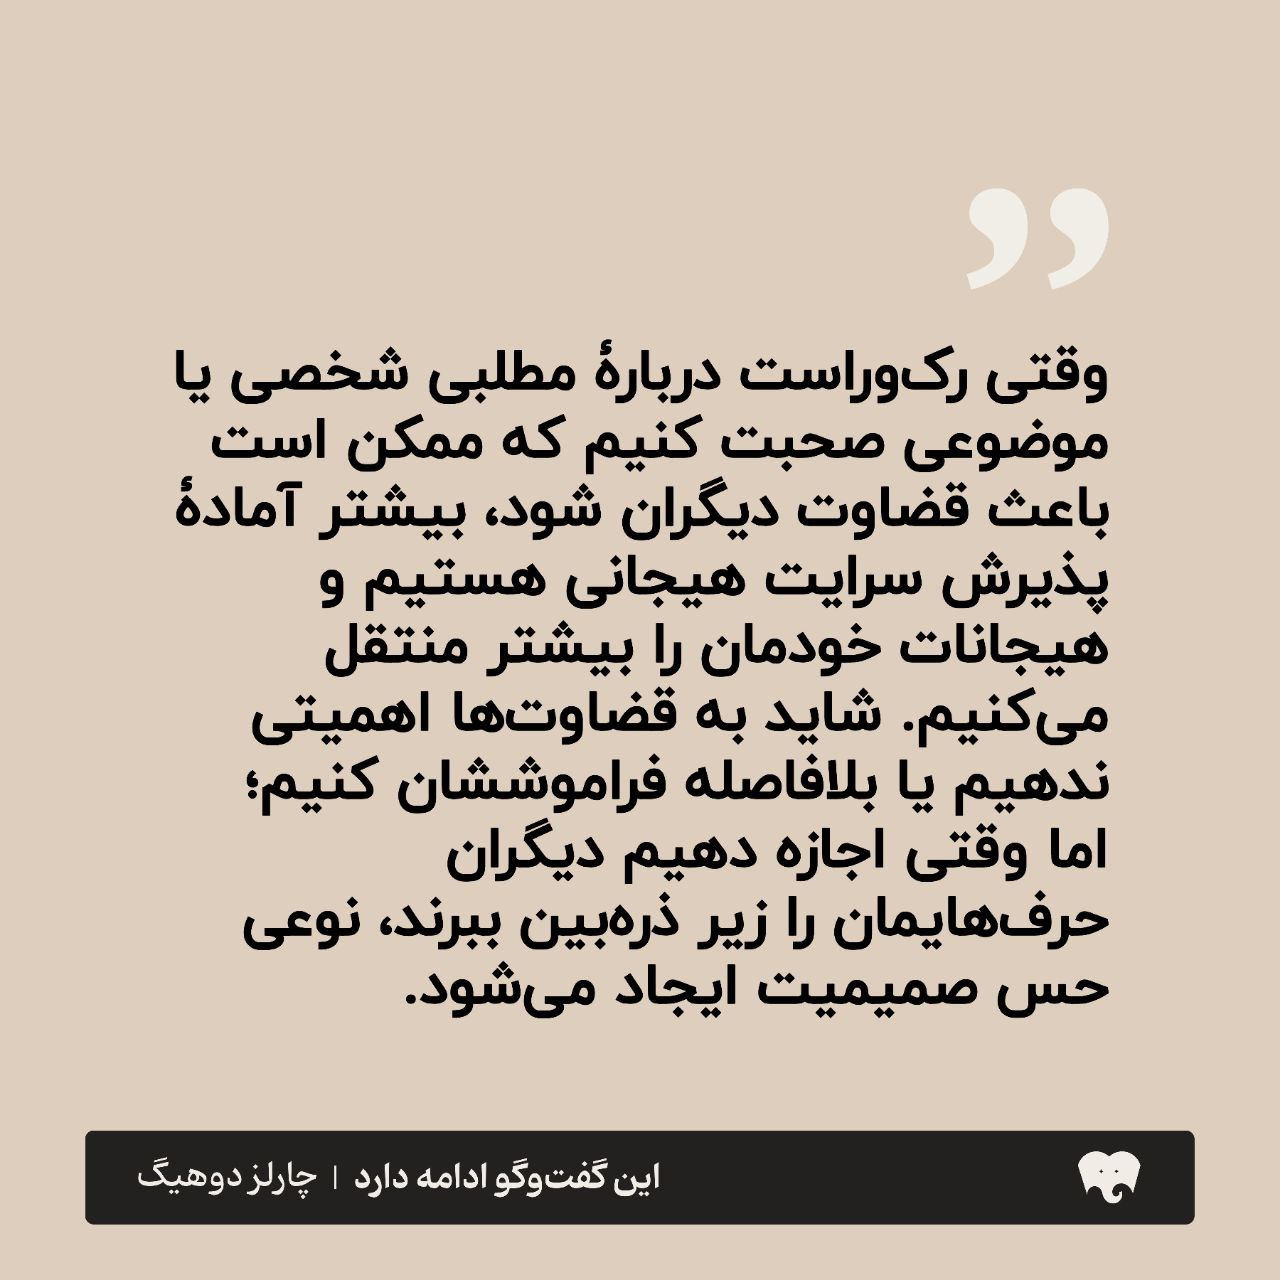 ”
وقتی رک‌وراست دربارهٔ مطلبی شخصی یا
موضوعی صحبت کنیم که ممکن است
باعث قضاوت دیگران شود، بیشتر آمادهٔ
پذیرش سرایت هیجانی هستیم و
هیجانات خودمان را بیشتر منتقل
می‌کنیم. شاید به قضاوت‌ها اهمیتی
ندهیم یا بلافاصله فراموششان کنیم؛
اما وقتی اجازه دهیم دیگران
حرف‌هایمان را زیر ذره‌بین ببرند، نوعی
حس صمیمیت ایجاد می‌شود.
این گفت‌وگو ادامه دارد | چارلز دوهیگ